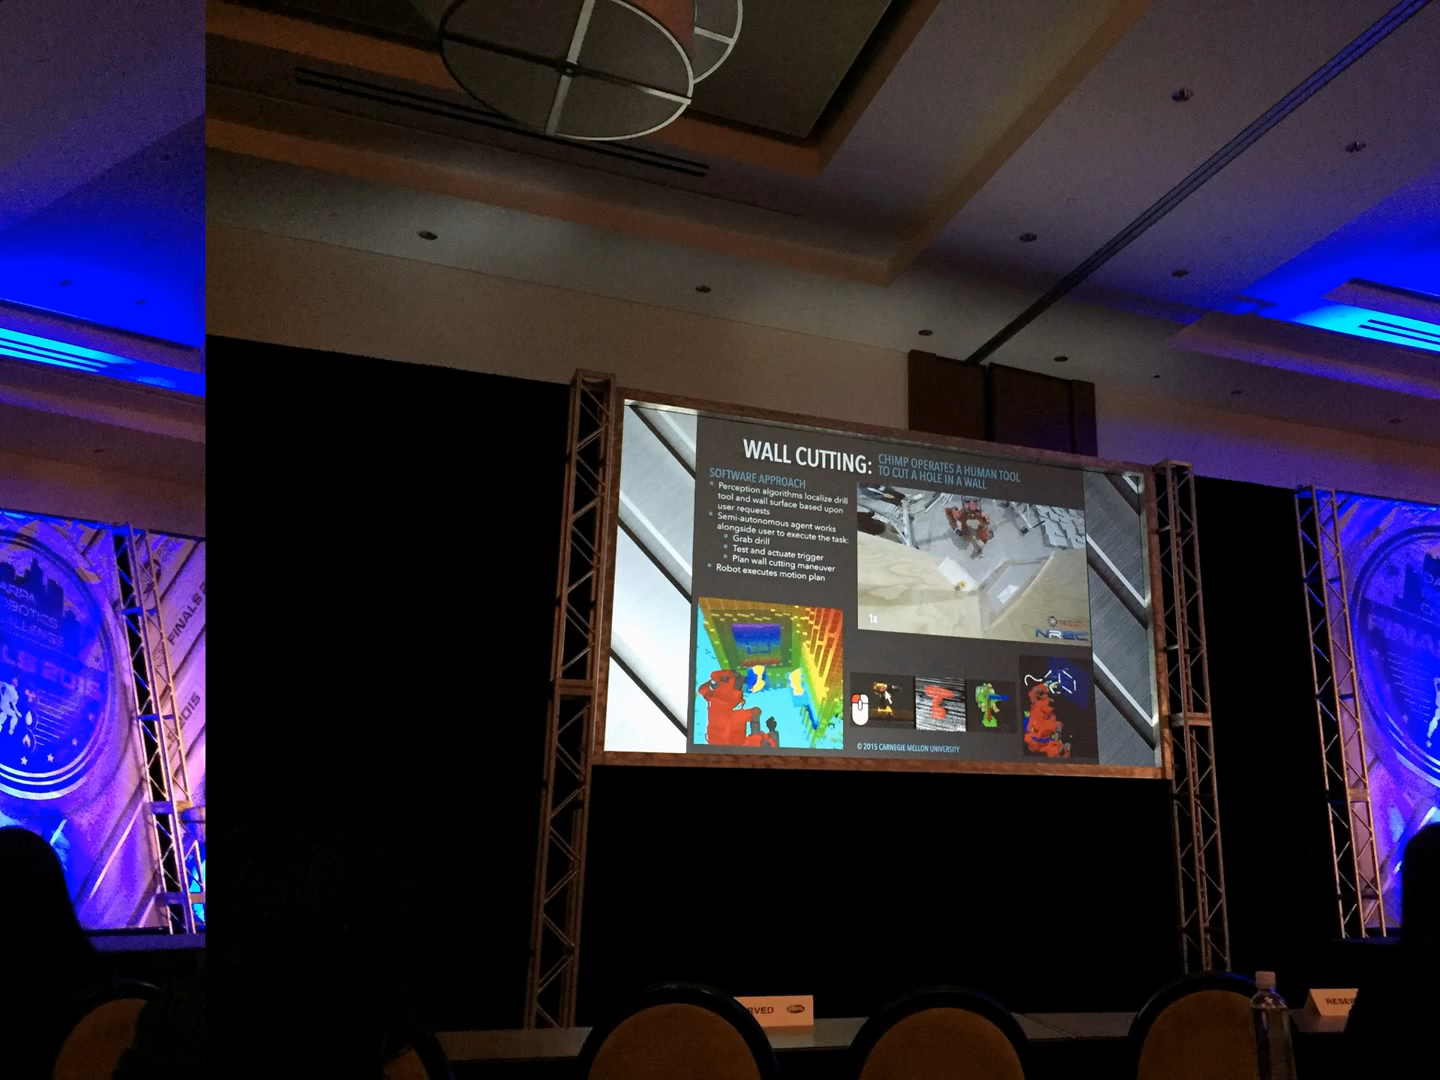 WALL CUTTING:
CHIMP OPERATES A HUMAN TOOL
TO CUT A HOLE IN A WALL
SOFTWARE APPROACH
Perception algorithms localize drill
tool and wall surface based upon
user requests
Semi-autonomous agent works
alongside user to execute the task:
Grab drill
Test and actuate trigger
Plan wall cutting maneuver
Robot executes motion plan
1x
NREC
© 2015 CARNEGIE MELLON UNIVERSITY
FINALS
2015
RVED
RESER